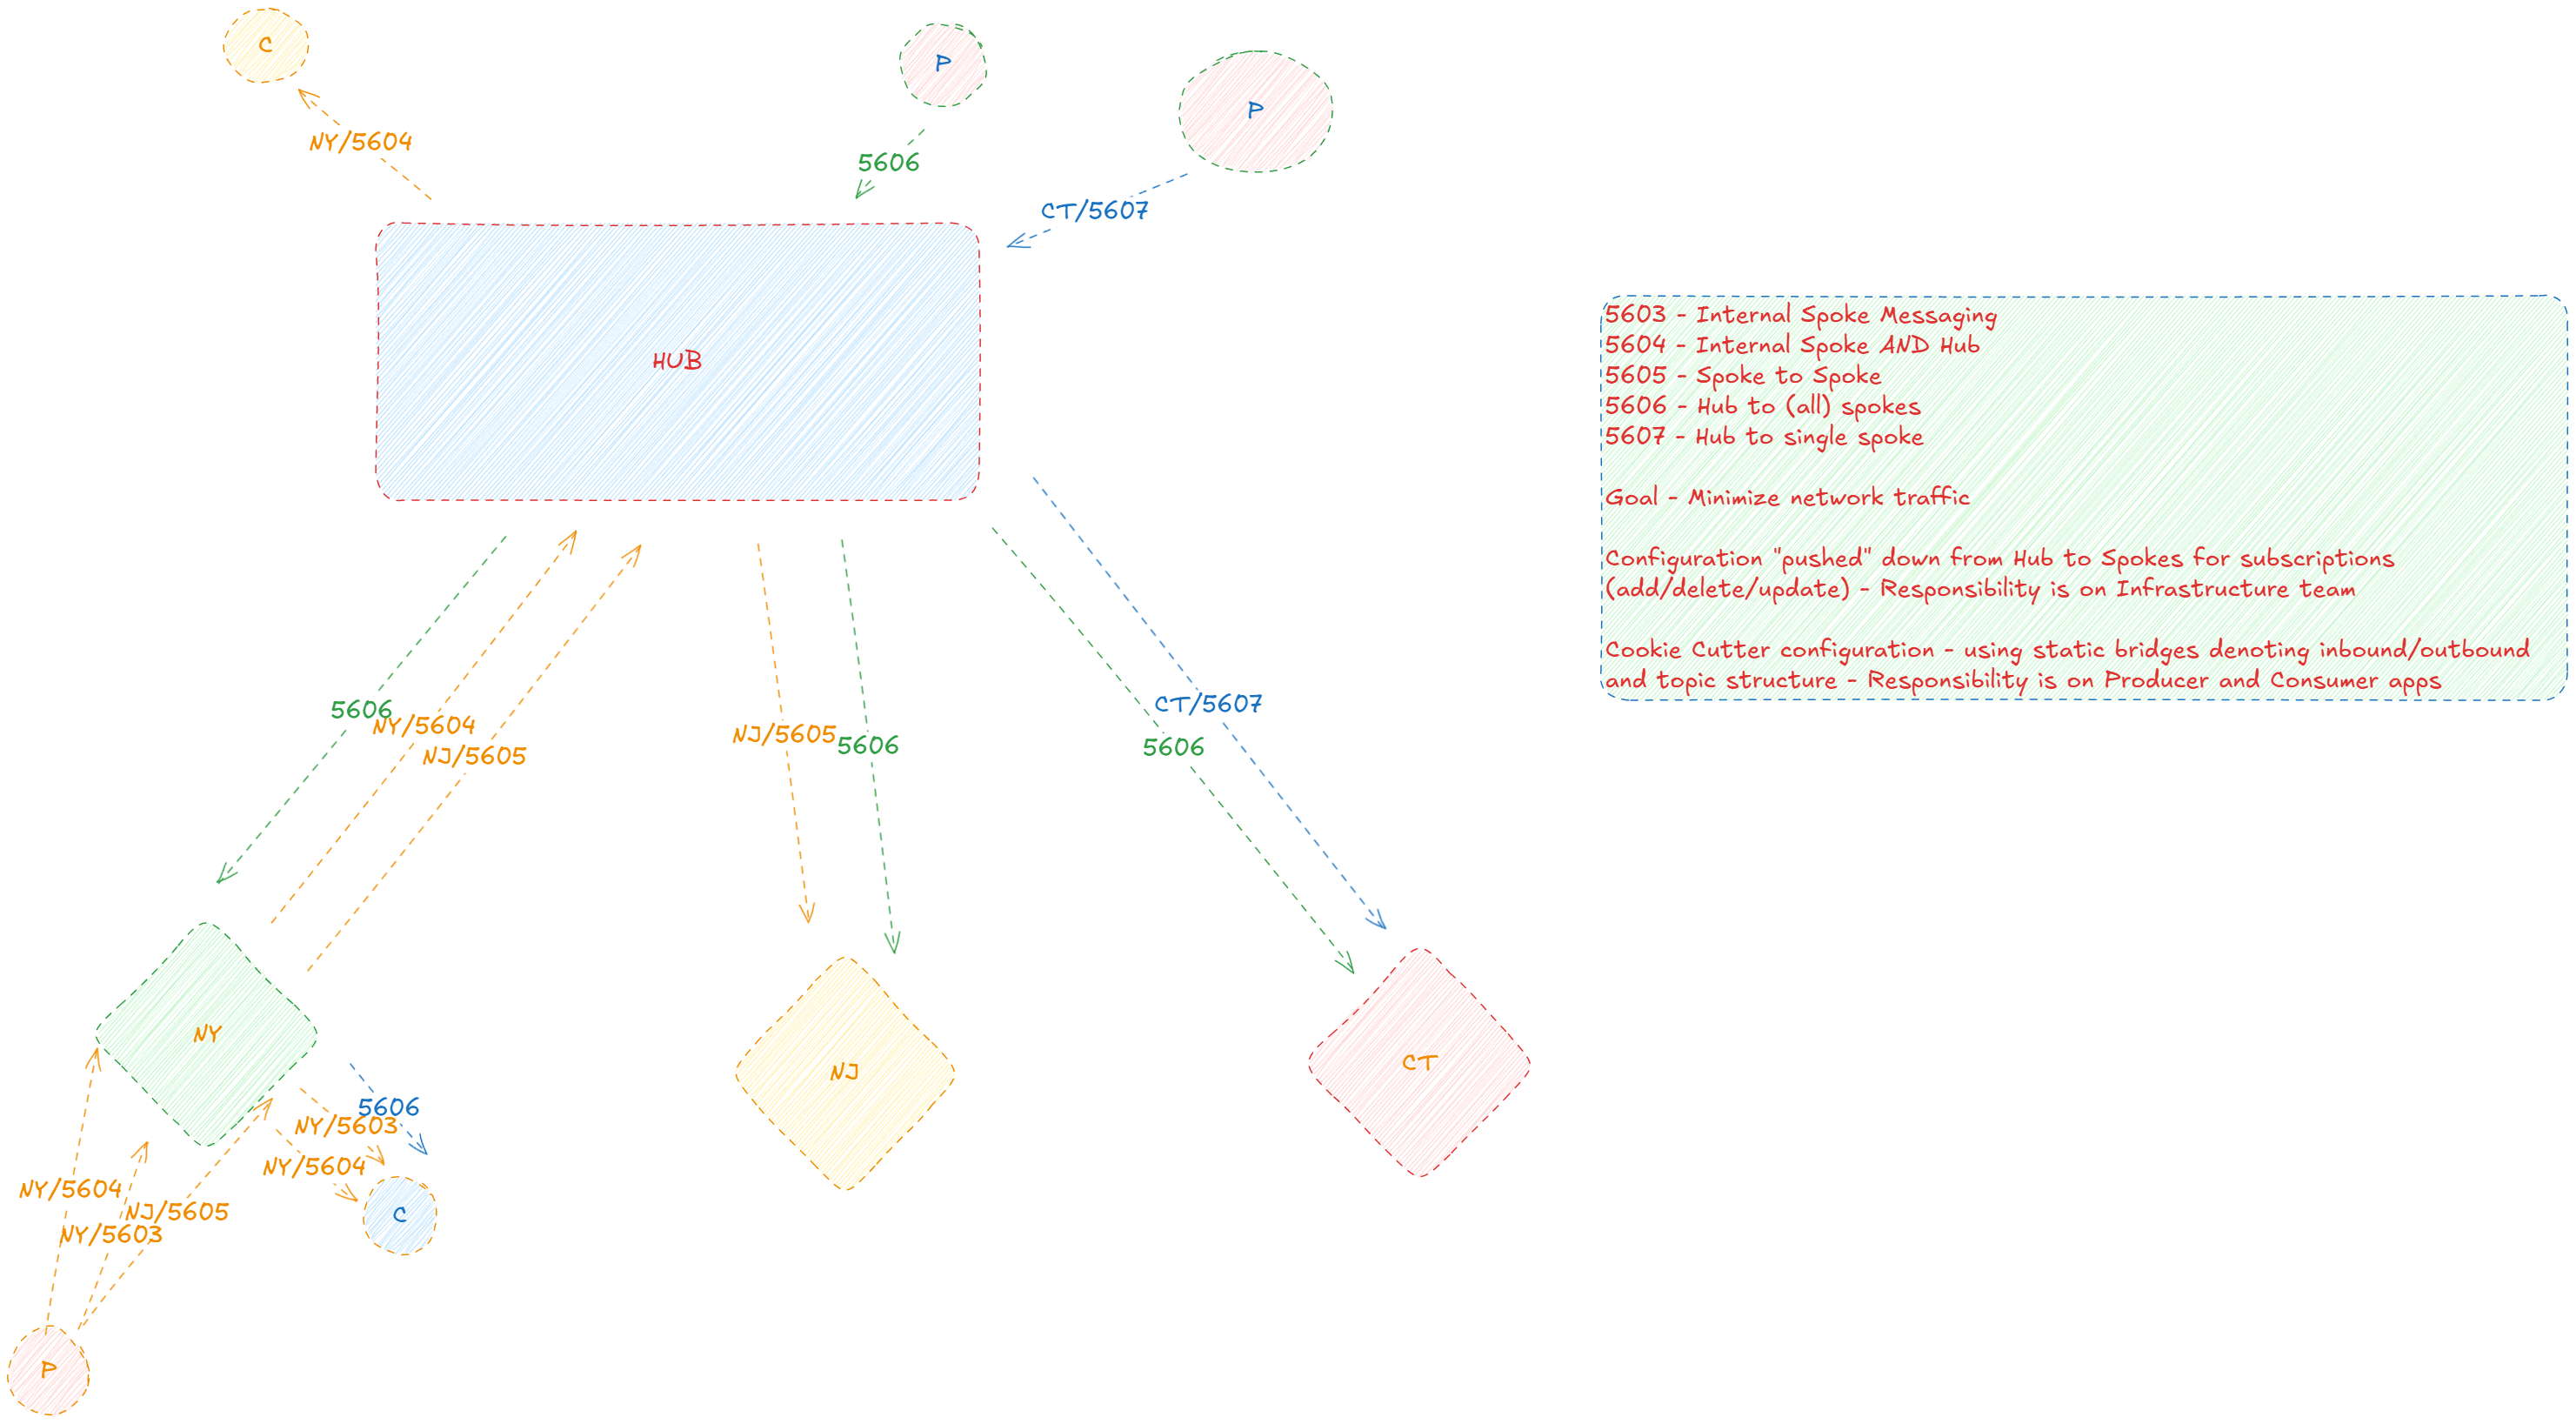 C
P
P
NY/5604
5606
CT/5607
HUB
5603 - Internal Spoke Messaging
5604 - Internal Spoke AND Hub
5605 - Spoke to Spoke
5606 - Hub to (all) spokes
5607 - Hub to single spoke
Goal - Minimize network traffic
Configuration "pushed" down from Hub to Spokes for subscriptions
(add/delete/update) - Responsibility is on Infrastructure team
Cookie Cutter configuration - using static bridges denoting inbound/outbound
and topic structure - Responsibility is on Producer and Consumer apps
5606
NY/5604
NJ/5605
NJ/5605
5606
CT/5607
5606
NY
NJ
CT
5606
NY/5603
NY/5604
NY/5604
NJ/5605
NY/5603
C
P